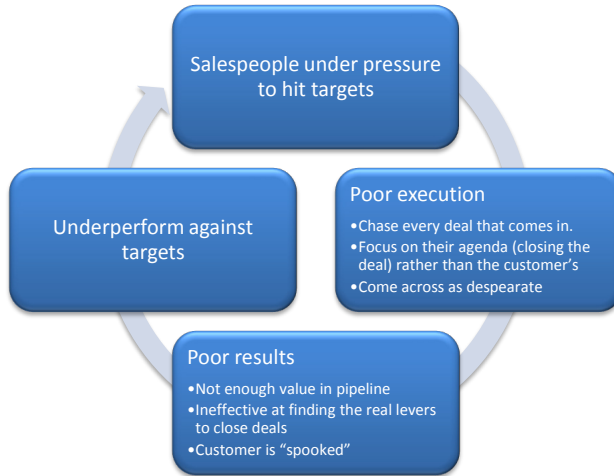 Salespeople under pressure
to hit targets
Poor execution
•Chase every deal that comes in.
•Focus on their agenda (closing the
deal) rather than the customer’s
•Come across as despearate
Poor results
•Not enough value in pipeline
•Ineffective at finding the real levers
to close deals
•Customer is “spooked”
Underperform against
targets